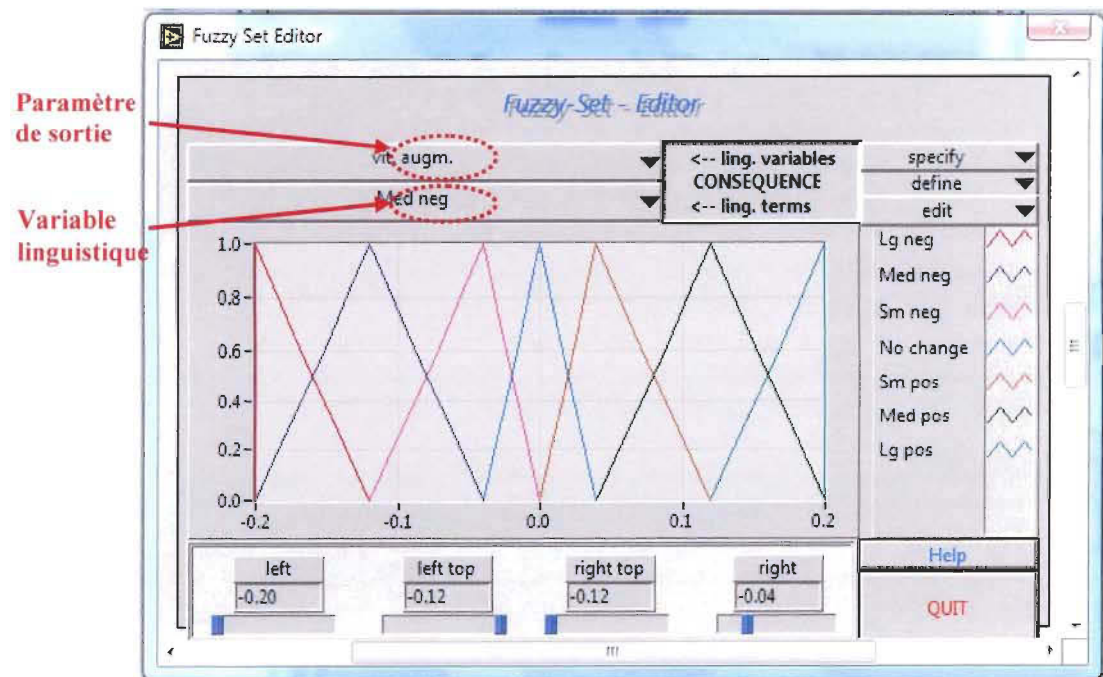 Fuzzy Set Editor
Paramètre
de sortie
Fuzzy-Set - Editor
vit. augm.
<-- ling. variables
specify
CONSEQUENCE
define
Med neg
<-- ling. terms
edit
Variable
linguistique
1.0
0.8
0.6
0.4
0.2
0.0
-0.2
-0.1
0.0
0.1
0.2
Lg neg
Med neg
Sm neg
No change
Sm pos
Med pos
Lg pos
left
left top
right top
right
-0.20
-0.12
-0.12
-0.04
Help
QUIT